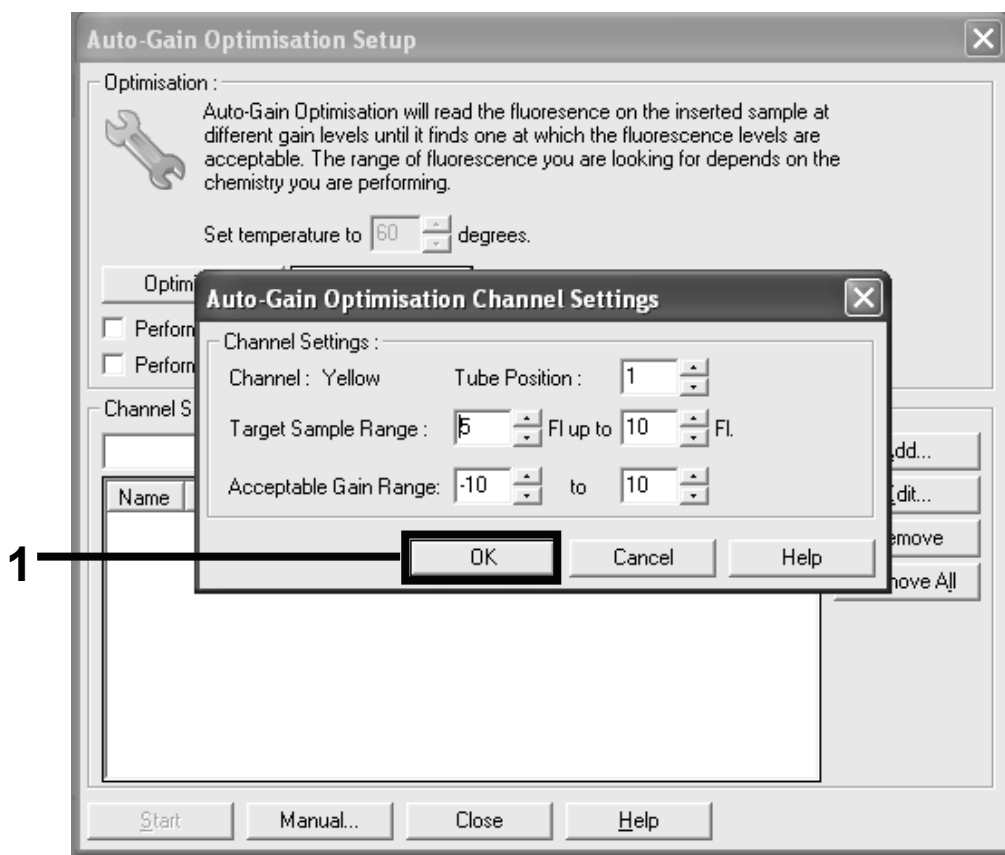 Auto-Gain Optimisation Setup
Optimisation :
Auto-Gain Optimisation will read the fluoresence on the inserted sample at
different gain levels until it finds one at which the fluorescence levels are
acceptable. The range of fluorescence you are looking for depends on the
chemistry you are performing.
Set temperature to 60 degrees.
Optimi
Perform
Perform
Auto-Gain Optimisation Channel Settings
Channel Settings :
Channel : Yellow Tube Position : 1
Target Sample Range : 5 Fl up to 10 Fl.
Acceptable Gain Range: -10 to 10
OK Cancel Help
Channel S
Name
dd...
dit...
emove
nove All
1
Start Manual... Close Help